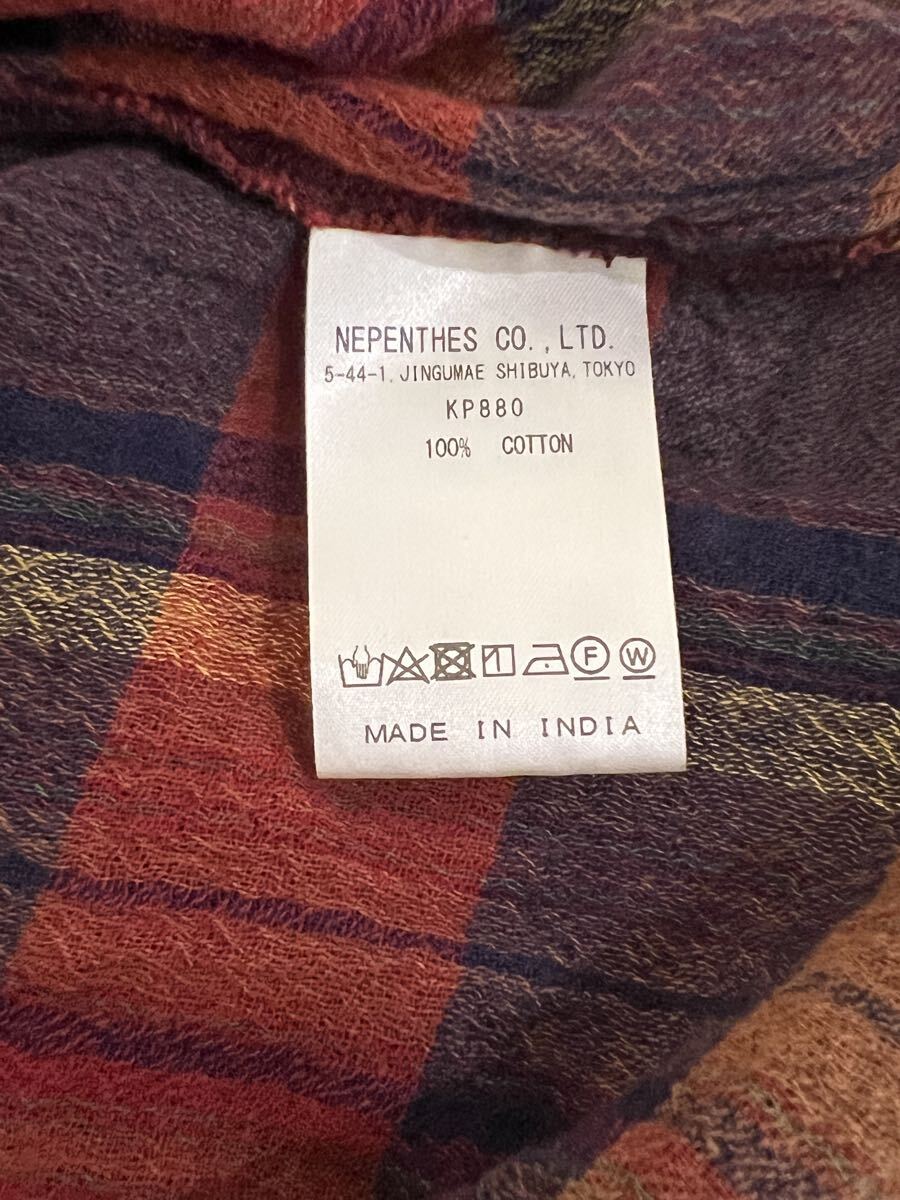 NEPENTHES CO., LTD.
5-44-1, JINGUMAE SHIBUYA, TOKYO
KP880
100% COTTON
F W
MADE IN INDIA